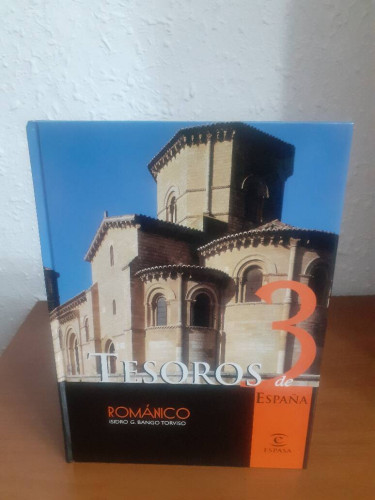 3
TESOROS de
ESPAÑA
ROMÁNICO
ISIDRO G. BANGO TORVISO
ESPASA